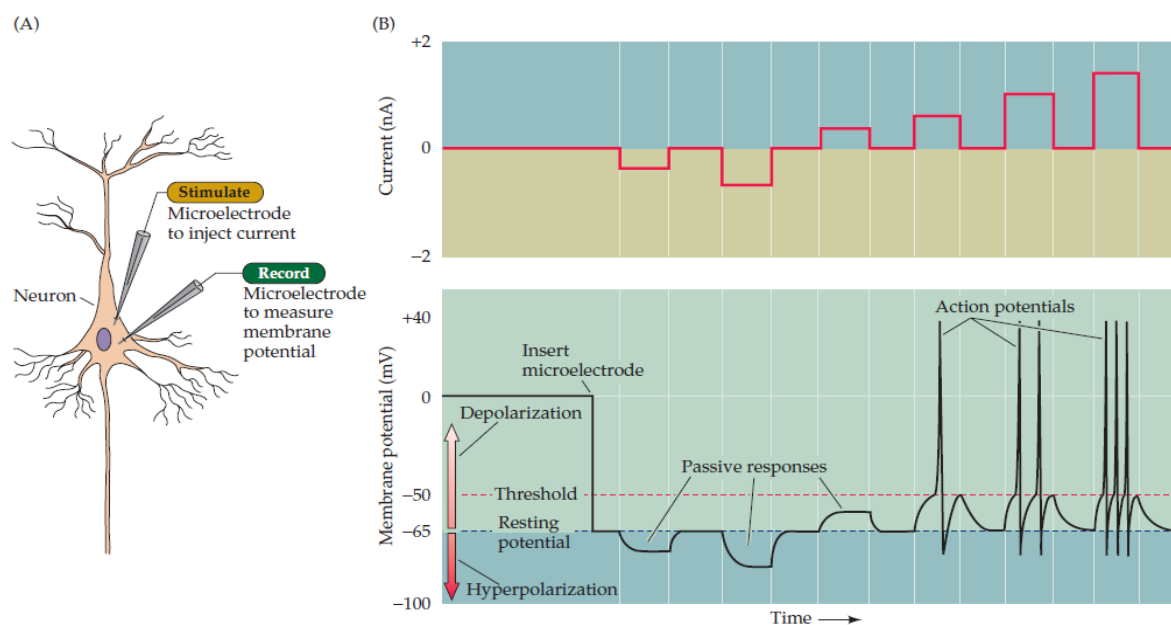 (A)
Stimulate
Microelectrode
to inject current
Record
Microelectrode
to measure
membrane
potential
Neuron
(B)
+2
0
−2
Current (nA)
+40
0
−50
−65
−100
Membrane potential (mV)
Insert
microelectrode
Depolarization
Threshold
Resting
potential
Hyperpolarization
Passive responses
Action potentials
Time